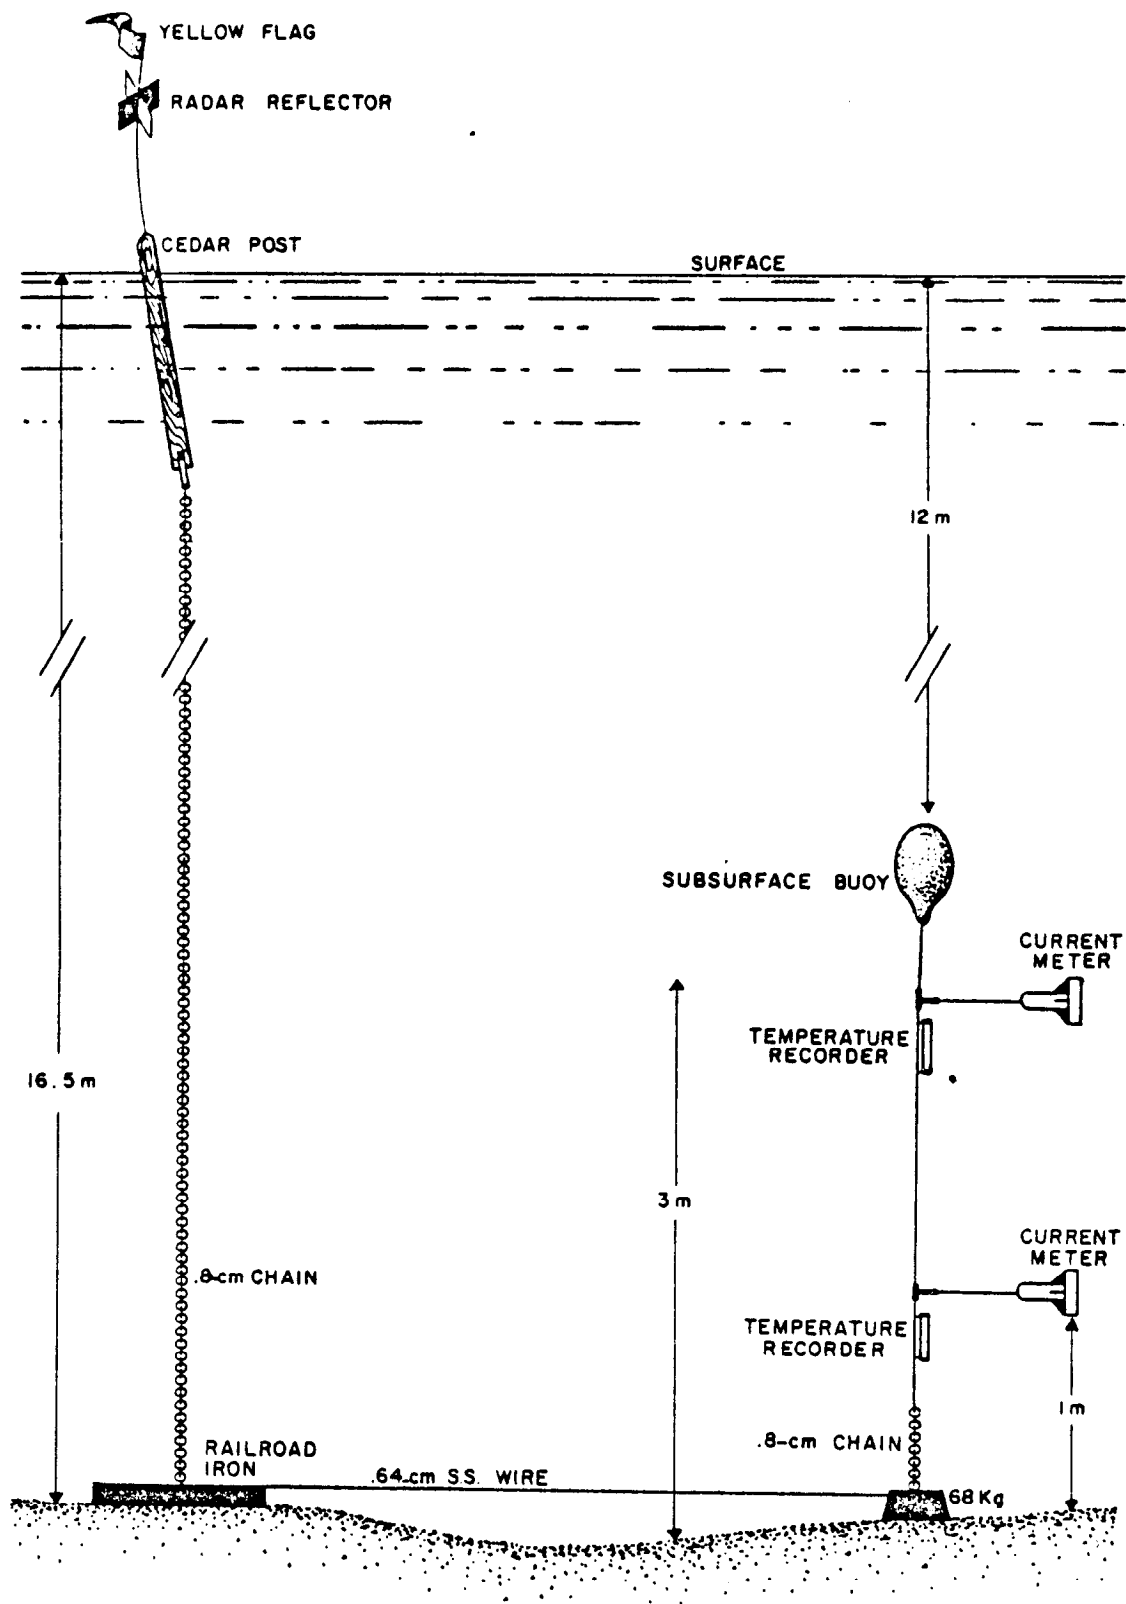 YELLOW FLAG
RADAR REFLECTOR
CEDAR POST
SURFACE
12 m
SUBSURFACE BUOY
CURRENT
METER
TEMPERATURE
RECORDER
16.5 m
3 m
CURRENT
METER
.8-cm CHAIN
TEMPERATURE
RECORDER
1 m
.8-cm CHAIN
RAILROAD
IRON
.64-cm S.S. WIRE
68 Kg